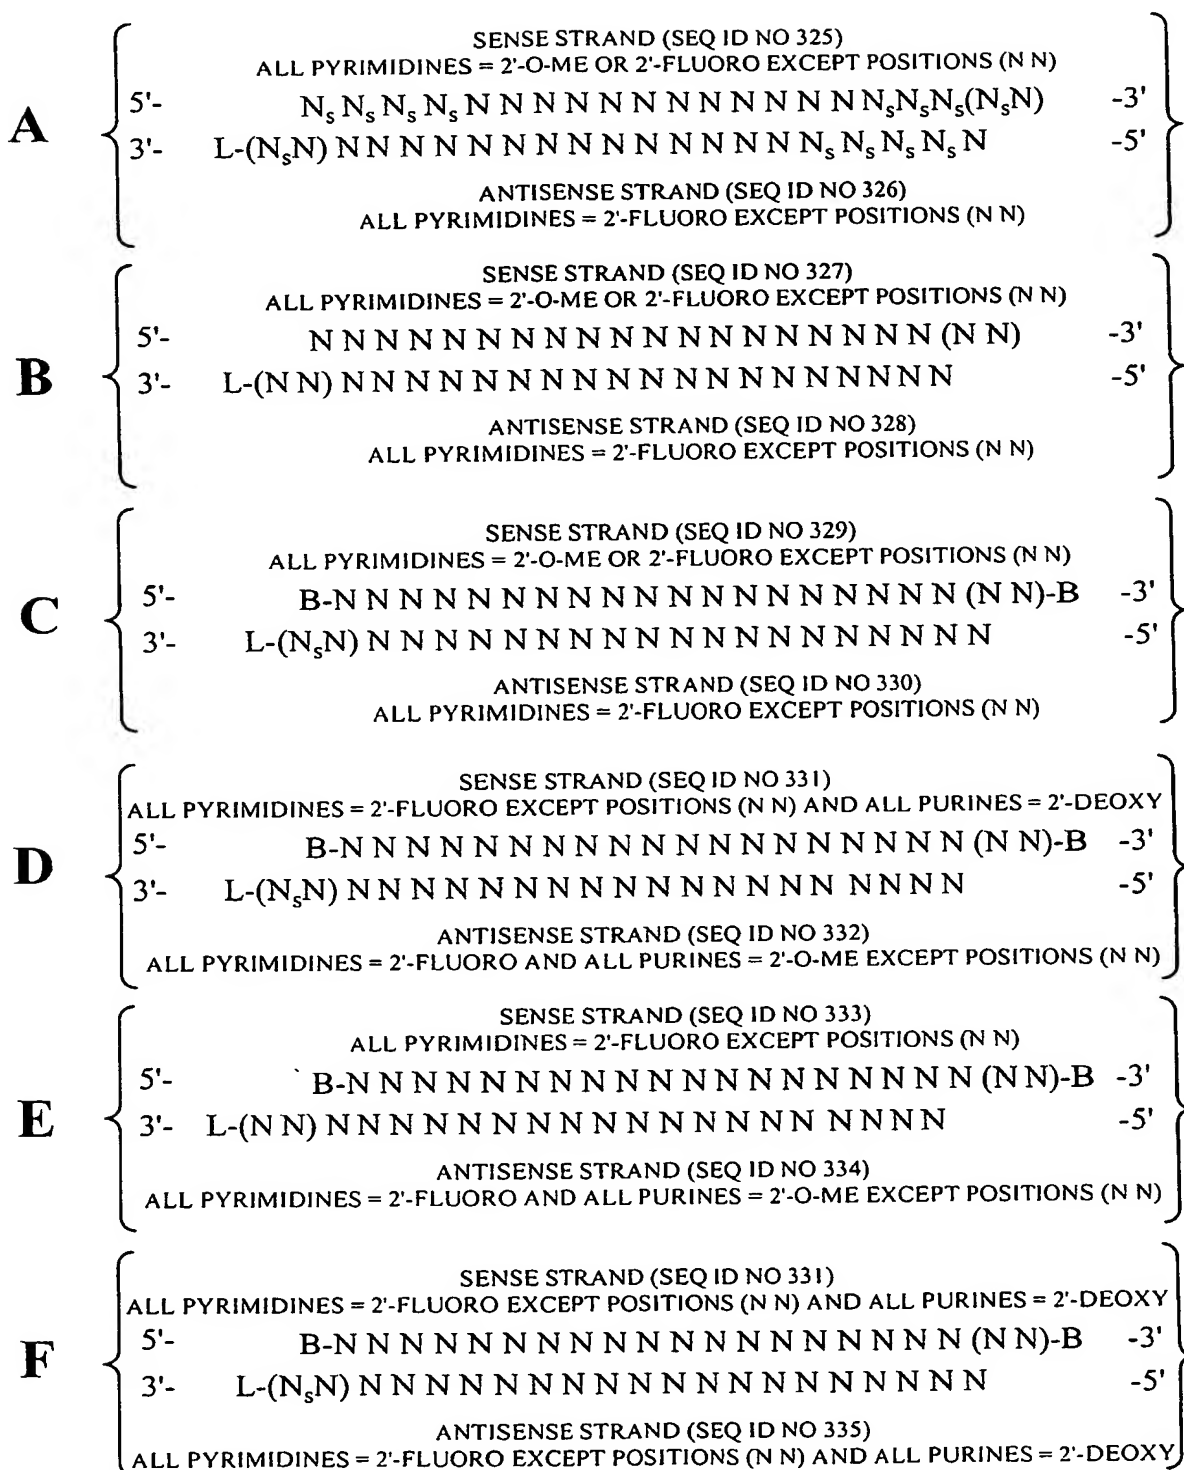 SENSE STRAND (SEQ ID NO 325)
ALL PYRIMIDINES = 2'-O-ME OR 2'-FLUORO EXCEPT POSITIONS (N N)
5'- NsNsNsNsN N N N N N N N N N N N NsNsNs(NsN) -3'
A
3'- L-(NsN) N N N N N N N N N N N N N N Ns Ns Ns Ns N -5'
ANTISENSE STRAND (SEQ ID NO 326)
ALL PYRIMIDINES = 2'-FLUORO EXCEPT POSITIONS (N N)
SENSE STRAND (SEQ ID NO 327)
ALL PYRIMIDINES = 2'-O-ME OR 2'-FLUORO EXCEPT POSITIONS (N N)
5'- N N N N N N N N N N N N N N N N N N N (N N) -3'
B
3'- L-(N N) N N N N N N N N N N N N N N N N N N N -5'
ANTISENSE STRAND (SEQ ID NO 328)
ALL PYRIMIDINES = 2'-FLUORO EXCEPT POSITIONS (N N)
SENSE STRAND (SEQ ID NO 329)
ALL PYRIMIDINES = 2'-O-ME OR 2'-FLUORO EXCEPT POSITIONS (N N)
5'- B-N N N N N N N N N N N N N N N N N N N (N N)-B -3'
C
3'- L-(NsN) N N N N N N N N N N N N N N N N N N N -5'
ANTISENSE STRAND (SEQ ID NO 330)
ALL PYRIMIDINES = 2'-FLUORO EXCEPT POSITIONS (N N)
SENSE STRAND (SEQ ID NO 331)
ALL PYRIMIDINES = 2'-FLUORO EXCEPT POSITIONS (N N) AND ALL PURINES = 2'-DEOXY
5'- B-N N N N N N N N N N N N N N N N N N N (N N)-B -3'
D
3'- L-(NsN) N N N N N N N N N N N N N N N N N N N -5'
ANTISENSE STRAND (SEQ ID NO 332)
ALL PYRIMIDINES = 2'-FLUORO AND ALL PURINES = 2'-O-ME EXCEPT POSITIONS (N N)
SENSE STRAND (SEQ ID NO 333)
ALL PYRIMIDINES = 2'-FLUORO EXCEPT POSITIONS (N N)
5'- B-N N N N N N N N N N N N N N N N N N N (N N)-B -3'
E
3'- L-(N N) N N N N N N N N N N N N N N N N N N N -5'
ANTISENSE STRAND (SEQ ID NO 334)
ALL PYRIMIDINES = 2'-FLUORO AND ALL PURINES = 2'-O-ME EXCEPT POSITIONS (N N)
SENSE STRAND (SEQ ID NO 331)
ALL PYRIMIDINES = 2'-FLUORO EXCEPT POSITIONS (N N) AND ALL PURINES = 2'-DEOXY
5'- B-N N N N N N N N N N N N N N N N N N N (N N)-B -3'
F
3'- L-(NsN) N N N N N N N N N N N N N N N N N N N -5'
ANTISENSE STRAND (SEQ ID NO 335)
ALL PYRIMIDINES = 2'-FLUORO EXCEPT POSITIONS (N N) AND ALL PURINES = 2'-DEOXY